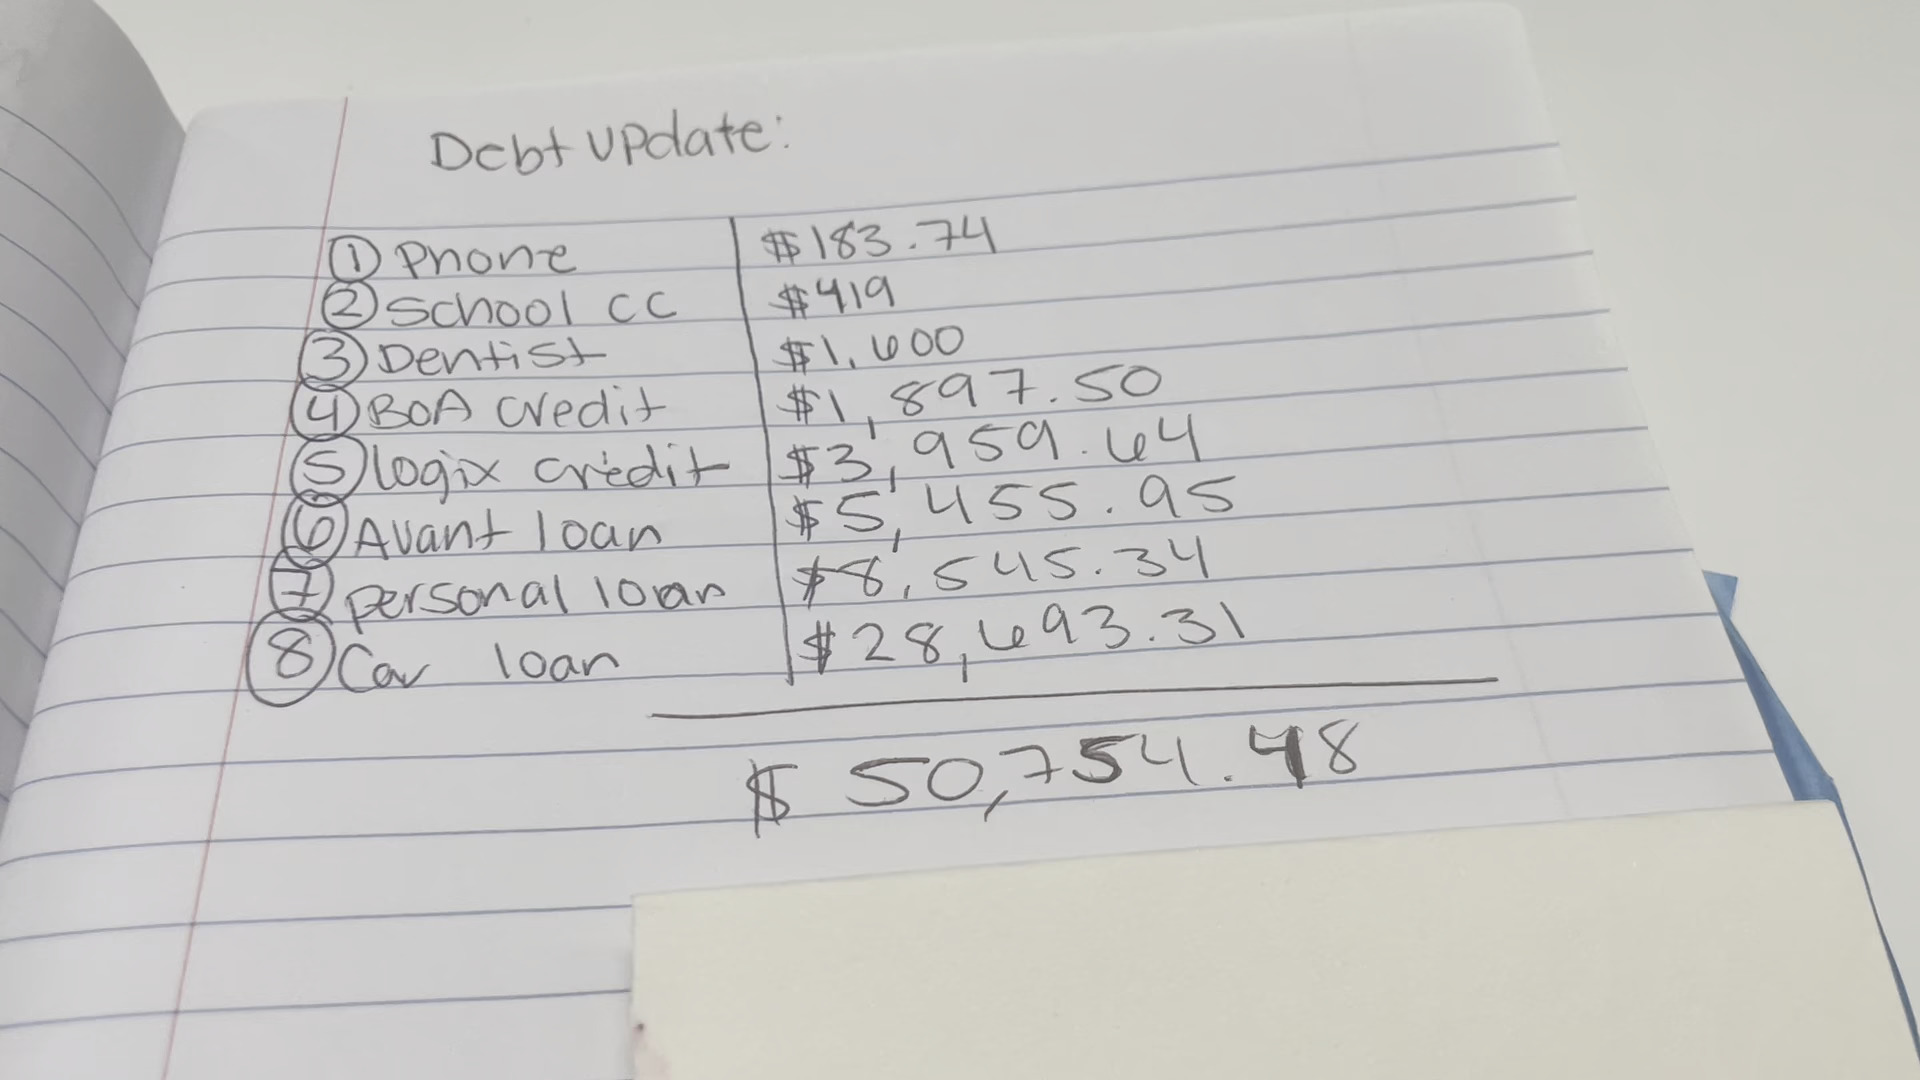 Debt update:
① Phone $183.74
② School CC $419
③ Dentist $1,600
④ BOA credit $1,897.50
⑤ logix credit $3,959.64
⑥ Avant loan $5,455.95
⑦ personal loan $8,545.34
⑧ Car loan $28,693.31
$ 50,754.48